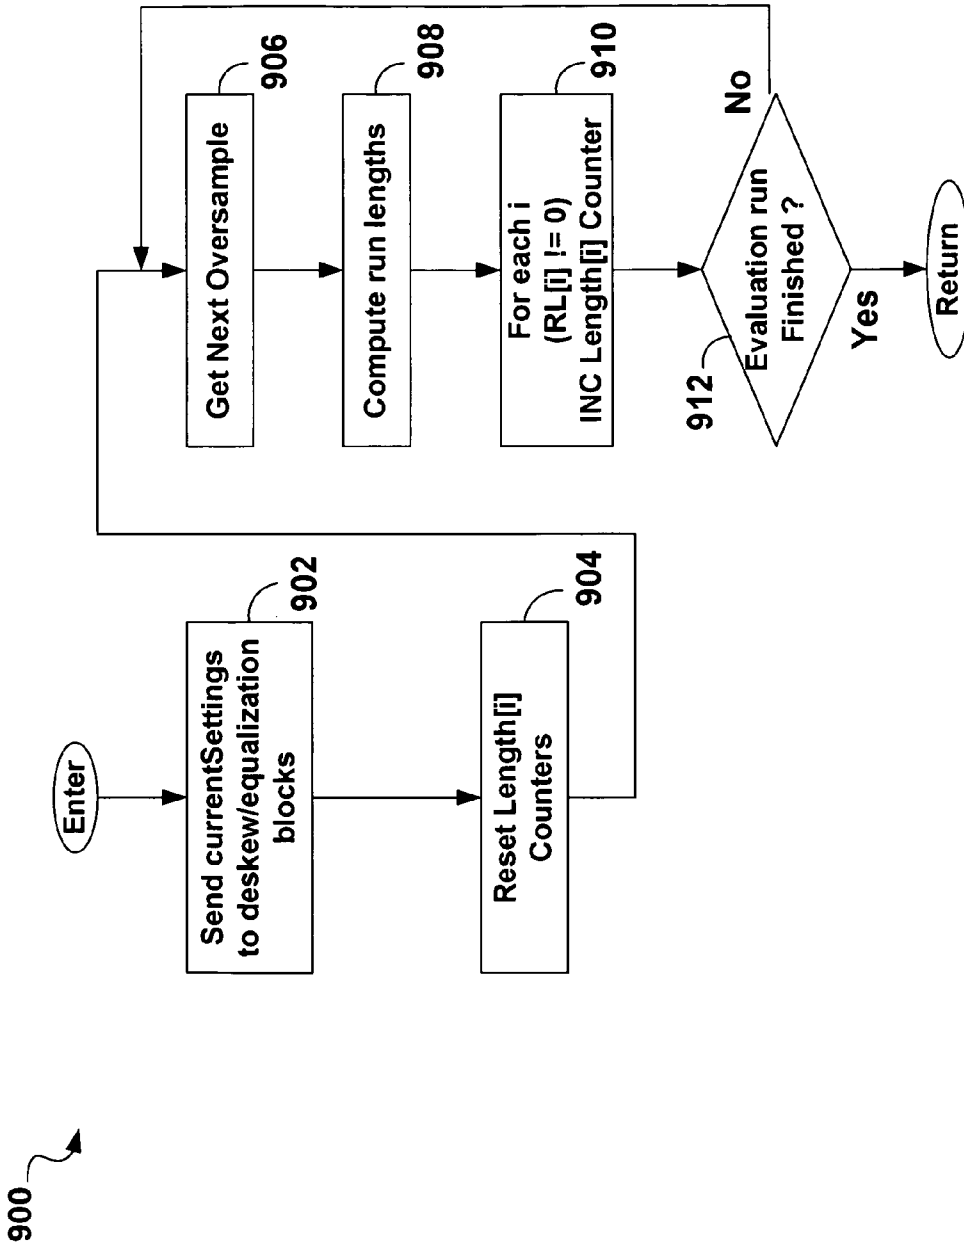 900
Enter
Send currentSettings
to deskew/equalization
blocks
902
Reset Length[i]
Counters
904
Get Next Oversample
906
Compute run lengths
908
For each i
(RL[i] != 0)
INC Length[i] Counter
910
Evaluation run
Finished ?
912
No
Yes
Return